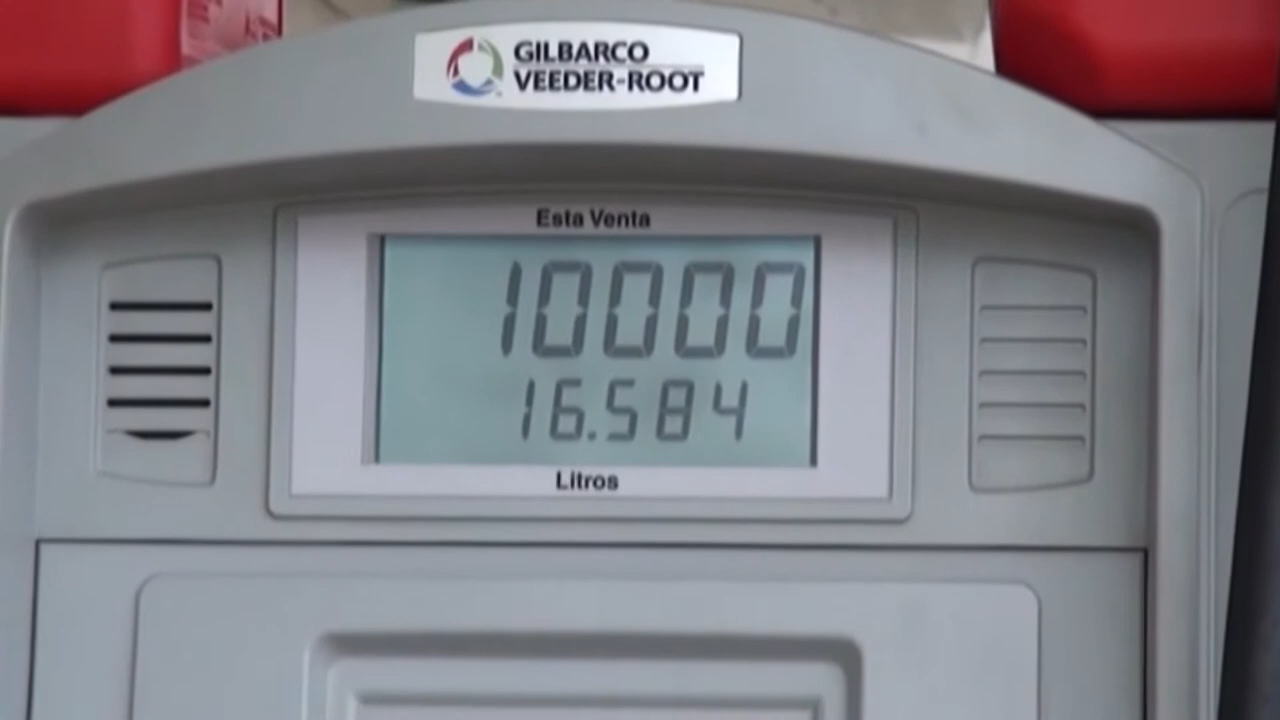 GILBARCO
VEEDER-ROOT
Esta Venta
10000
16.584
Litros